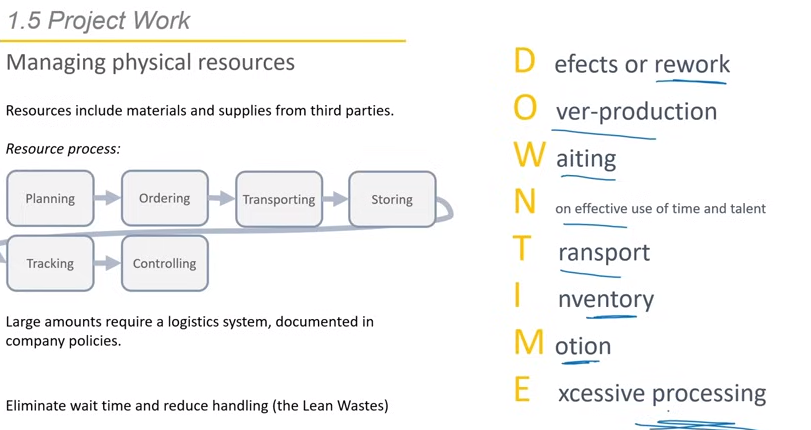 1.5 Project Work
Managing physical resources
Resources include materials and supplies from third parties.
Resource process:
Planning
Ordering
Transporting
Storing
Tracking
Controlling
Large amounts require a logistics system, documented in
company policies.
Eliminate wait time and reduce handling (the Lean Wastes)
D efects or rework
O ver-production
W aiting
N on effective use of time and talent
T ransport
I nventory
M otion
E xcessive processing